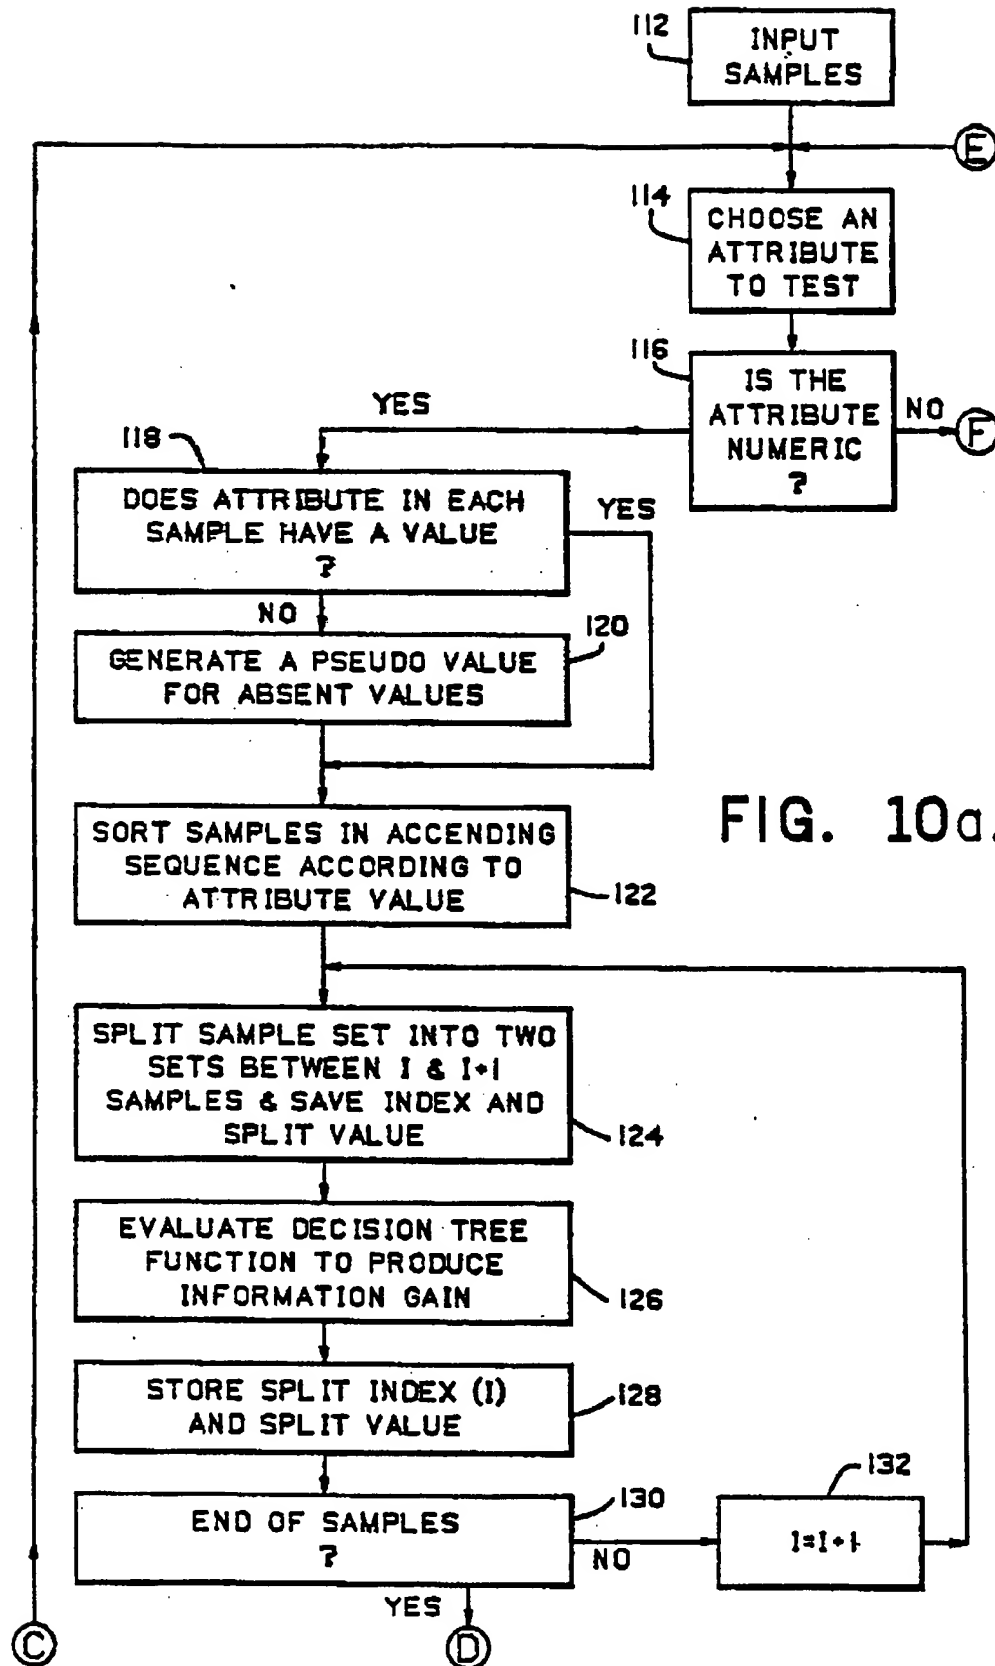 112
INPUT
SAMPLES
E
114
CHOOSE AN
ATTRIBUTE
TO TEST
116
IS THE
ATTRIBUTE
NUMERIC
?
NO
F
YES
118
DOES ATTRIBUTE IN EACH
SAMPLE HAVE A VALUE
?
YES
NO
120
GENERATE A PSEUDO VALUE
FOR ABSENT VALUES
FIG. 10a.
SORT SAMPLES IN ACCENDING
SEQUENCE ACCORDING TO
ATTRIBUTE VALUE
122
SPLIT SAMPLE SET INTO TWO
SETS BETWEEN I & I+1
SAMPLES & SAVE INDEX AND
SPLIT VALUE
124
EVALUATE DECISION TREE
FUNCTION TO PRODUCE
INFORMATION GAIN
126
STORE SPLIT INDEX (I)
AND SPLIT VALUE
128
END OF SAMPLES
?
130
NO
132
I=I+1
YES
C
D